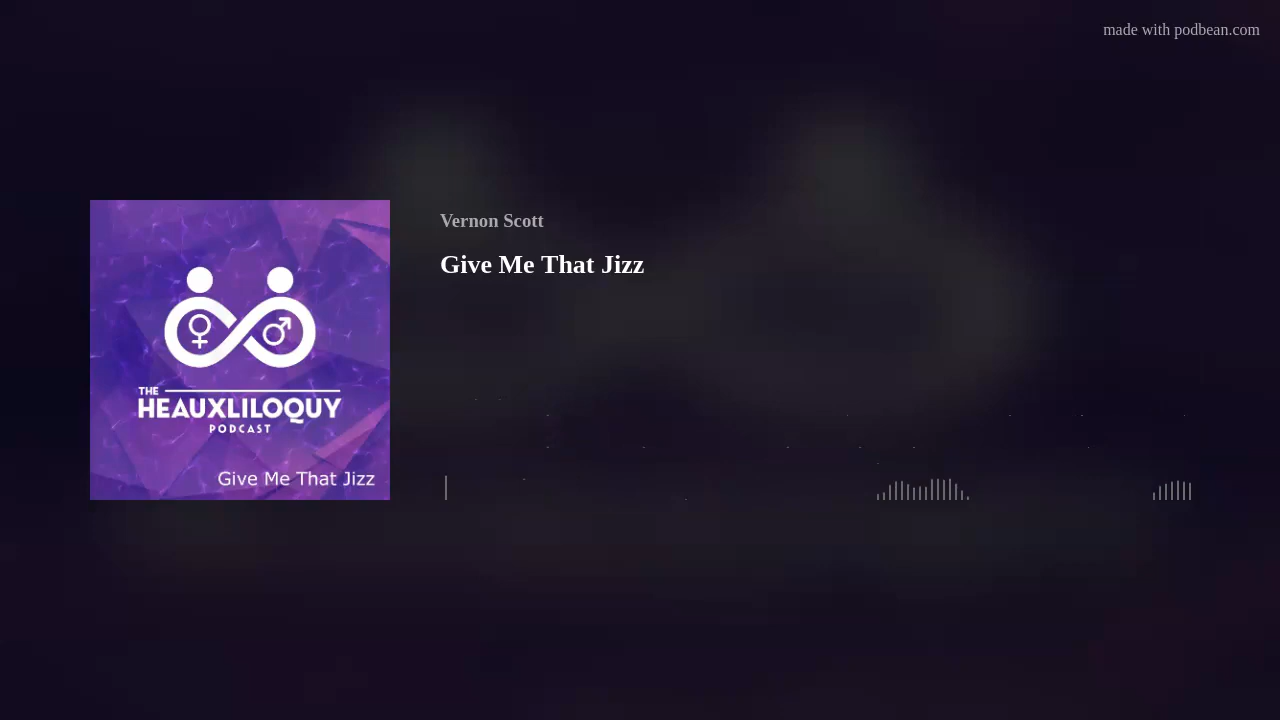 made with podbean.com
Vernon Scott
Give Me That Jizz
THE
HEAUXLILOQUY
PODCAST
Give Me That Jizz